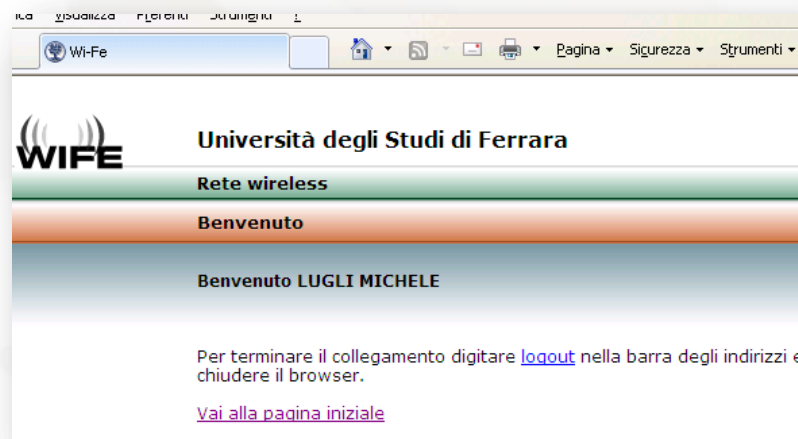 Visualizza Preferiti Strumenti ?
Wi-Fe
Pagina Sicurezza Strumenti
WIFE
Università degli Studi di Ferrara
Rete wireless
Benvenuto
Benvenuto LUGLI MICHELE
Per terminare il collegamento digitare logout nella barra degli indirizzi e
chiudere il browser.
Vai alla pagina iniziale